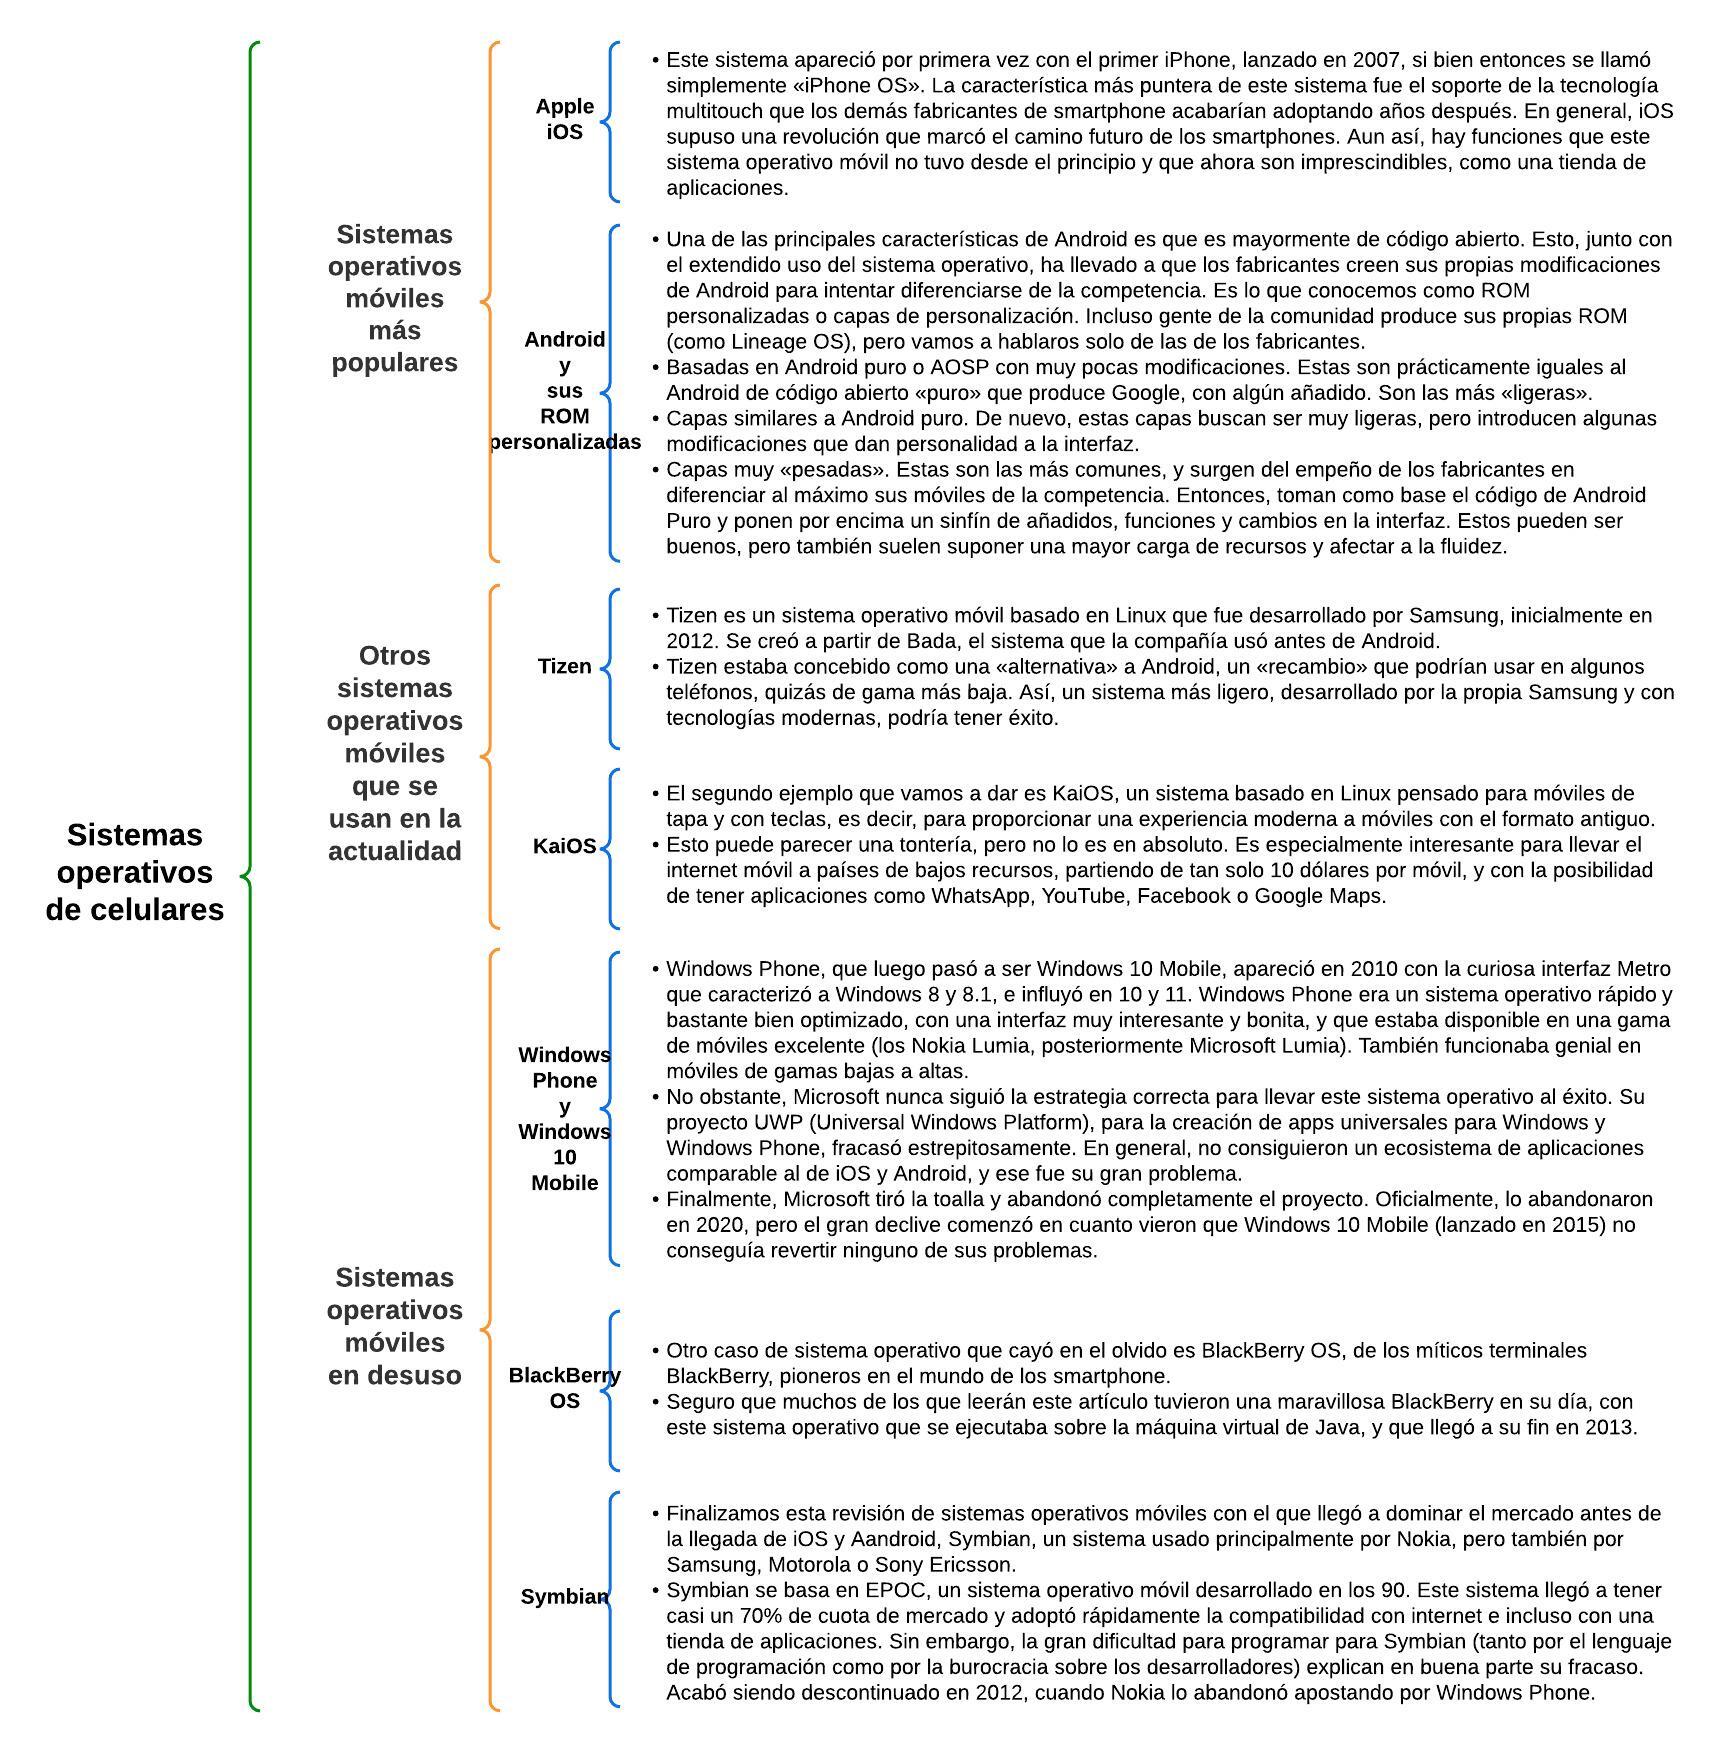 Sistemas
operativos
de celulares
Sistemas
operativos
móviles
más
populares
Apple
iOS
• Este sistema apareció por primera vez con el primer iPhone, lanzado en 2007, si bien entonces se llamó
simplemente «iPhone OS». La característica más puntera de este sistema fue el soporte de la tecnología
multitouch que los demás fabricantes de smartphone acabarían adoptando años después. En general, iOS
supuso una revolución que marcó el camino futuro de los smartphones. Aun así, hay funciones que este
sistema operativo móvil no tuvo desde el principio y que ahora son imprescindibles, como una tienda de
aplicaciones.
Android
y
sus
ROM
personalizadas
• Una de las principales características de Android es que es mayormente de código abierto. Esto, junto con
el extendido uso del sistema operativo, ha llevado a que los fabricantes creen sus propias modificaciones
de Android para intentar diferenciarse de la competencia. Es lo que conocemos como ROM
personalizadas o capas de personalización. Incluso gente de la comunidad produce sus propias ROM
(como Lineage OS), pero vamos a hablaros solo de las de los fabricantes.
• Basadas en Android puro o AOSP con muy pocas modificaciones. Estas son prácticamente iguales al
Android de código abierto «puro» que produce Google, con algún añadido. Son las más «ligeras».
• Capas similares a Android puro. De nuevo, estas capas buscan ser muy ligeras, pero introducen algunas
modificaciones que dan personalidad a la interfaz.
• Capas muy «pesadas». Estas son las más comunes, y surgen del empeño de los fabricantes en
diferenciar al máximo sus móviles de la competencia. Entonces, toman como base el código de Android
Puro y ponen por encima un sinfín de añadidos, funciones y cambios en la interfaz. Estos pueden ser
buenos, pero también suelen suponer una mayor carga de recursos y afectar a la fluidez.
Otros
sistemas
operativos
móviles
que se
usan en la
actualidad
Tizen
• Tizen es un sistema operativo móvil basado en Linux que fue desarrollado por Samsung, inicialmente en
2012. Se creó a partir de Bada, el sistema que la compañía usó antes de Android.
• Tizen estaba concebido como una «alternativa» a Android, un «recambio» que podrían usar en algunos
teléfonos, quizás de gama más baja. Así, un sistema más ligero, desarrollado por la propia Samsung y con
tecnologías modernas, podría tener éxito.
KaiOS
• El segundo ejemplo que vamos a dar es KaiOS, un sistema basado en Linux pensado para móviles de
tapa y con teclas, es decir, para proporcionar una experiencia moderna a móviles con el formato antiguo.
• Esto puede parecer una tontería, pero no lo es en absoluto. Es especialmente interesante para llevar el
internet móvil a países de bajos recursos, partiendo de tan solo 10 dólares por móvil, y con la posibilidad
de tener aplicaciones como WhatsApp, YouTube, Facebook o Google Maps.
Sistemas
operativos
móviles
en desuso
Windows
Phone
y
Windows
10
Mobile
• Windows Phone, que luego pasó a ser Windows 10 Mobile, apareció en 2010 con la curiosa interfaz Metro
que caracterizó a Windows 8 y 8.1, e influyó en 10 y 11. Windows Phone era un sistema operativo rápido y
bastante bien optimizado, con una interfaz muy interesante y bonita, y que estaba disponible en una gama
de móviles excelente (los Nokia Lumia, posteriormente Microsoft Lumia). También funcionaba genial en
móviles de gamas bajas a altas.
• No obstante, Microsoft nunca siguió la estrategia correcta para llevar este sistema operativo al éxito. Su
proyecto UWP (Universal Windows Platform), para la creación de apps universales para Windows y
Windows Phone, fracasó estrepitosamente. En general, no consiguieron un ecosistema de aplicaciones
comparable al de iOS y Android, y ese fue su gran problema.
• Finalmente, Microsoft tiró la toalla y abandonó completamente el proyecto. Oficialmente, lo abandonaron
en 2020, pero el gran declive comenzó en cuanto vieron que Windows 10 Mobile (lanzado en 2015) no
conseguía revertir ninguno de sus problemas.
BlackBerry
OS
• Otro caso de sistema operativo que cayó en el olvido es BlackBerry OS, de los míticos terminales
BlackBerry, pioneros en el mundo de los smartphone.
• Seguro que muchos de los que leerán este artículo tuvieron una maravillosa BlackBerry en su día, con
este sistema operativo que se ejecutaba sobre la máquina virtual de Java, y que llegó a su fin en 2013.
Symbian
• Finalizamos esta revisión de sistemas operativos móviles con el que llegó a dominar el mercado antes de
la llegada de iOS y Aandroid, Symbian, un sistema usado principalmente por Nokia, pero también por
Samsung, Motorola o Sony Ericsson.
• Symbian se basa en EPOC, un sistema operativo móvil desarrollado en los 90. Este sistema llegó a tener
casi un 70% de cuota de mercado y adoptó rápidamente la compatibilidad con internet e incluso con una
tienda de aplicaciones. Sin embargo, la gran dificultad para programar para Symbian (tanto por el lenguaje
de programación como por la burocracia sobre los desarrolladores) explican en buena parte su fracaso.
Acabó siendo descontinuado en 2012, cuando Nokia lo abandonó apostando por Windows Phone.